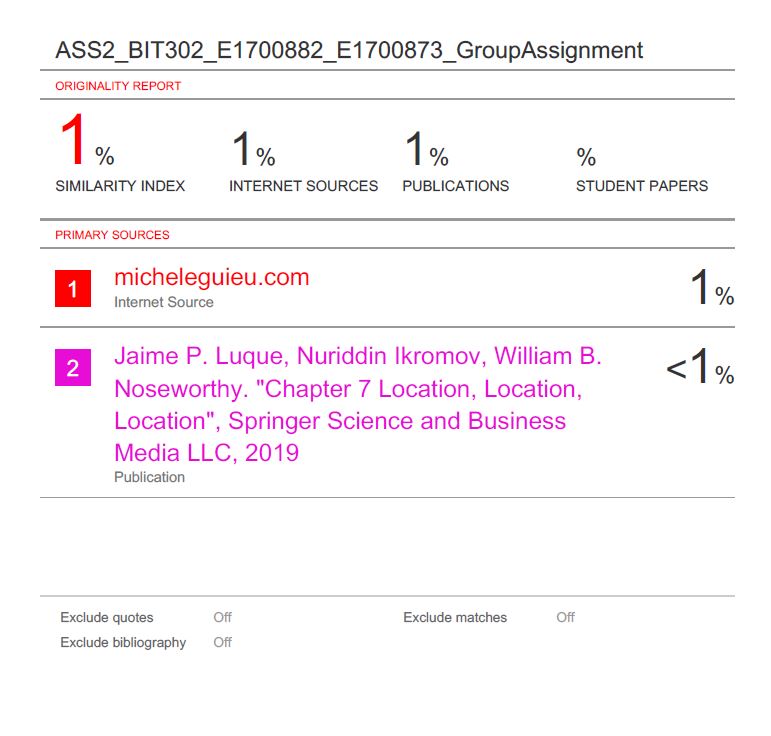 ASS2_BIT302_E1700882_E1700873_GroupAssignment
ORIGINALITY REPORT
1% 1% 1% %
SIMILARITY INDEX INTERNET SOURCES PUBLICATIONS STUDENT PAPERS
PRIMARY SOURCES
1 micheleguieu.com 1%
Internet Source
2 Jaime P. Luque, Nuriddin Ikromov, William B. <1%
Noseworthy. "Chapter 7 Location, Location,
Location", Springer Science and Business
Media LLC, 2019
Publication
Exclude quotes Off Exclude matches Off
Exclude bibliography Off